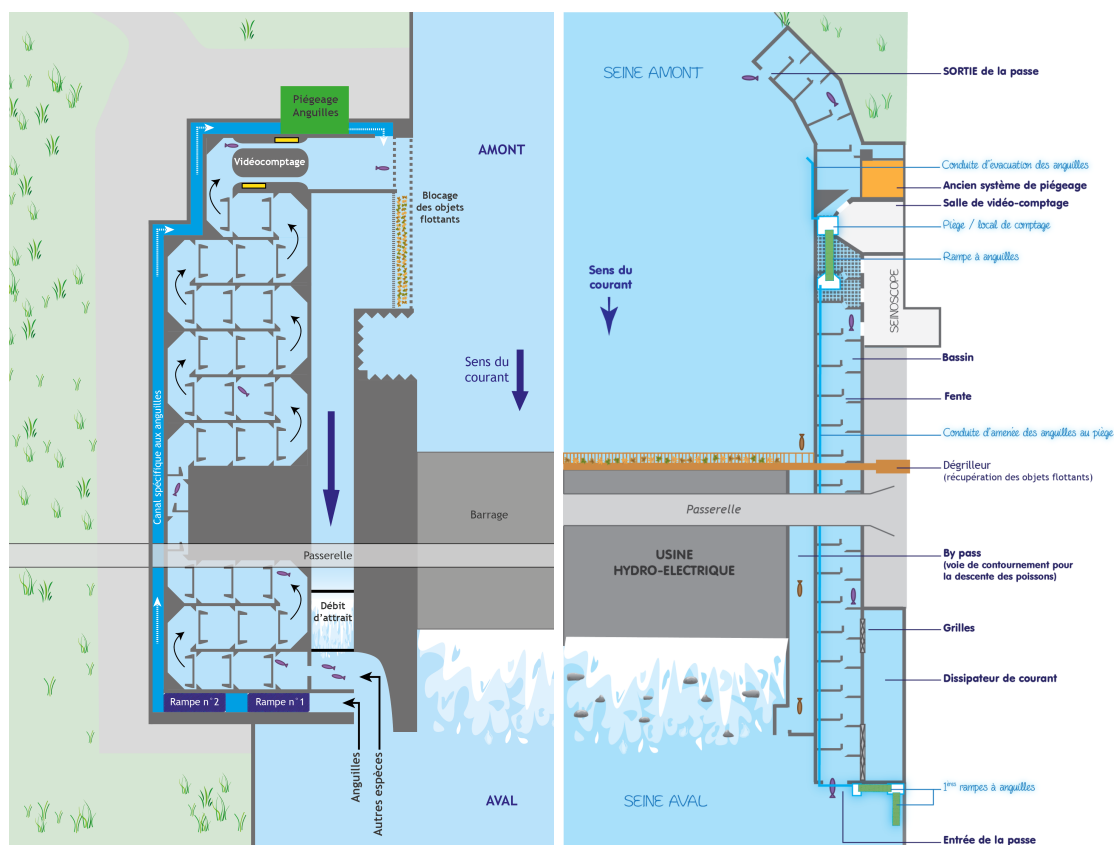 Piégeage
Anguilles
Vidéocomptage
AMONT
Blocage
des objets
flottants
Sens du
courant
Canal spécifique aux anguilles
Barrage
Passerelle
Débit
d'attrait
Rampe n°2
Rampe n°1
Anguilles
Autres espèces
AVAL
SEINE AMONT
SORTIE de la passe
Conduite d'évacuation des anguilles
Ancien système de piégeage
Salle de vidéo-comptage
Piège / local de comptage
Rampe à anguilles
Sens du
courant
SEINOSCOPE
Bassin
Fente
Conduite d'amenée des anguilles au piège
Dégrilleur
(récupération des objets flottants)
Passerelle
USINE
HYDRO-ELECTRIQUE
By pass
(voie de contournement pour
la descente des poissons)
Grilles
Dissipateur de courant
SEINE AVAL
1ères rampes à anguilles
Entrée de la passe